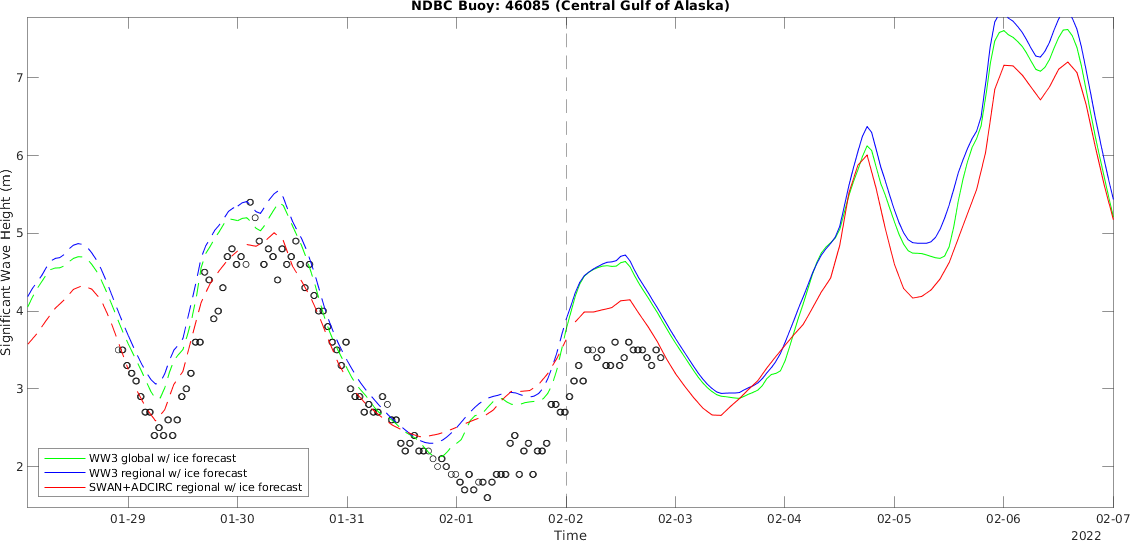 NDBC Buoy: 46085 (Central Gulf of Alaska)
Significant Wave Height (m)
7
6
5
4
3
2
WW3 global w/ ice forecast
WW3 regional w/ ice forecast
SWAN+ADCIRC regional w/ ice forecast
01-29 01-30 01-31 02-01 02-02 02-03 02-04 02-05 02-06 02-07
Time
2022